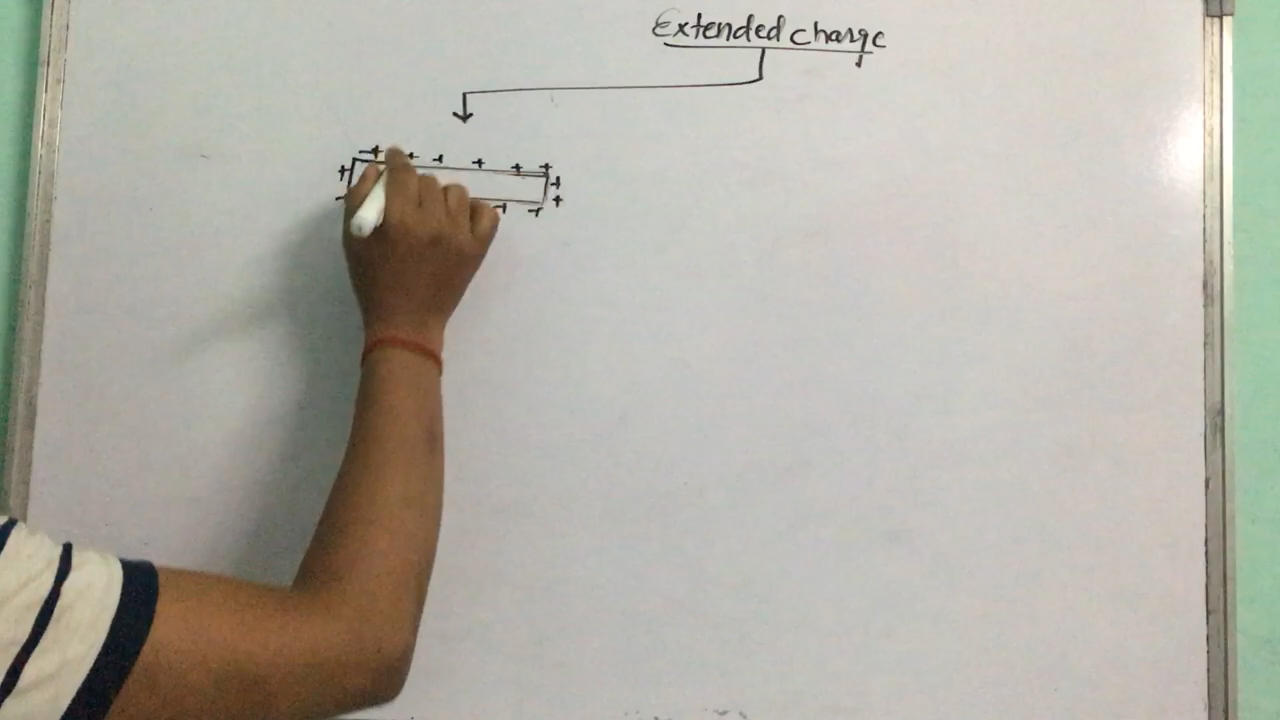 Extended charge
+ + + + + +
+ +
+ +
+ +